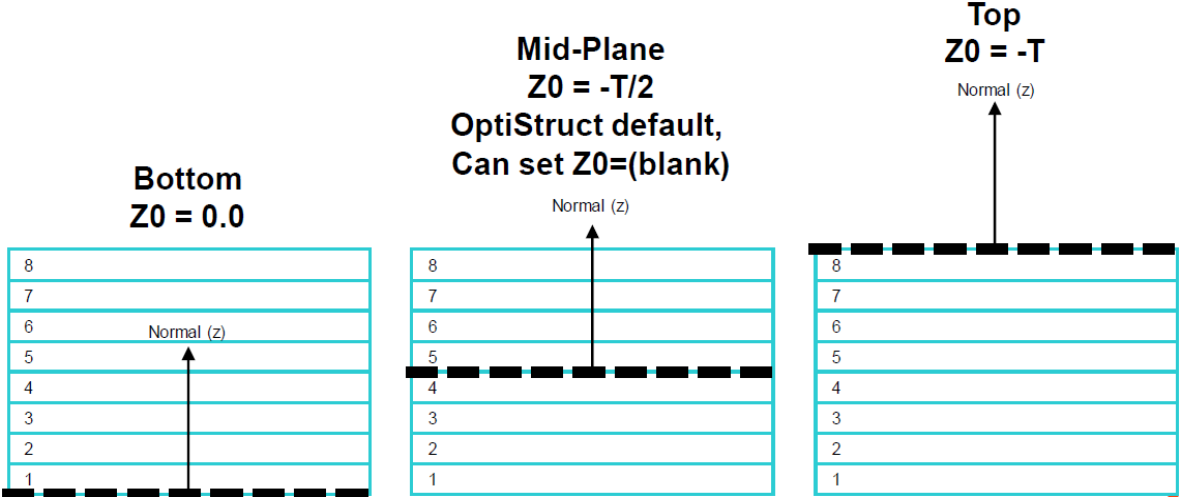 Bottom
Z0 = 0.0
Normal (z)
8
7
6
5
4
3
2
1
Mid-Plane
Z0 = -T/2
OptiStruct default,
Can set Z0=(blank)
Normal (z)
8
7
6
5
4
3
2
1
Top
Z0 = -T
Normal (z)
8
7
6
5
4
3
2
1